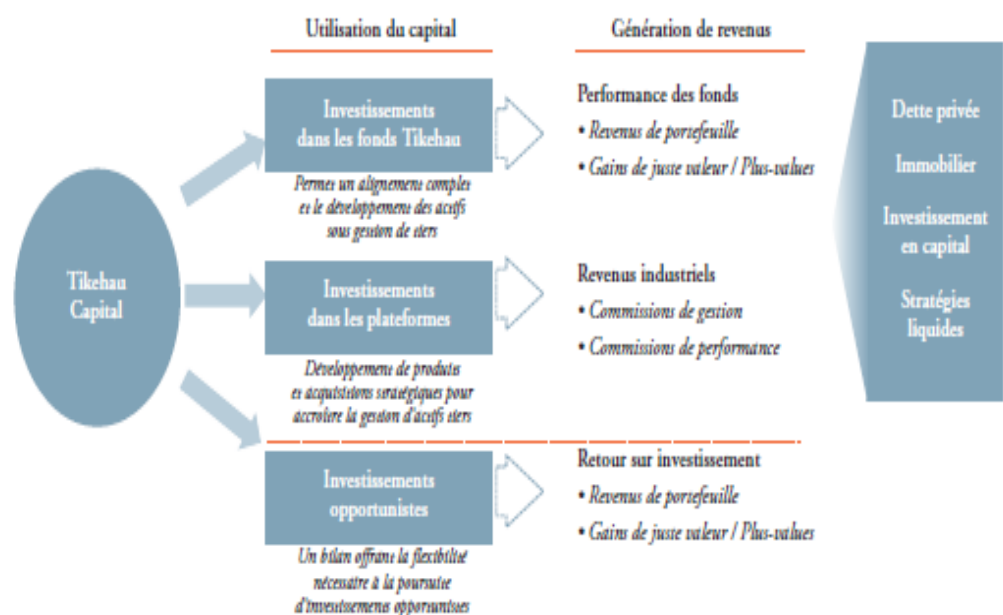 Utilisation du capital
Génération de revenus
Tikehau
Capital
Investissements
dans les fonds Tikehau
Permet un alignement complet
et le développement des actifs
sous gestion de tiers
Performance des fonds
• Revenus de portefeuille
• Gains de juste valeur / Plus-values
Investissements
dans les plateformes
Développement de produits
et acquisitions stratégiques pour
accroître la gestion d'actifs tiers
Revenus industriels
• Commissions de gestion
• Commissions de performance
Investissements
opportunistes
Un bilan offrant la flexibilité
nécessaire à la poursuite
d'investissements opportunistes
Retour sur investissement
• Revenus de portefeuille
• Gains de juste valeur / Plus-values
Dette privée
Immobilier
Investissement
en capital
Stratégies
liquides